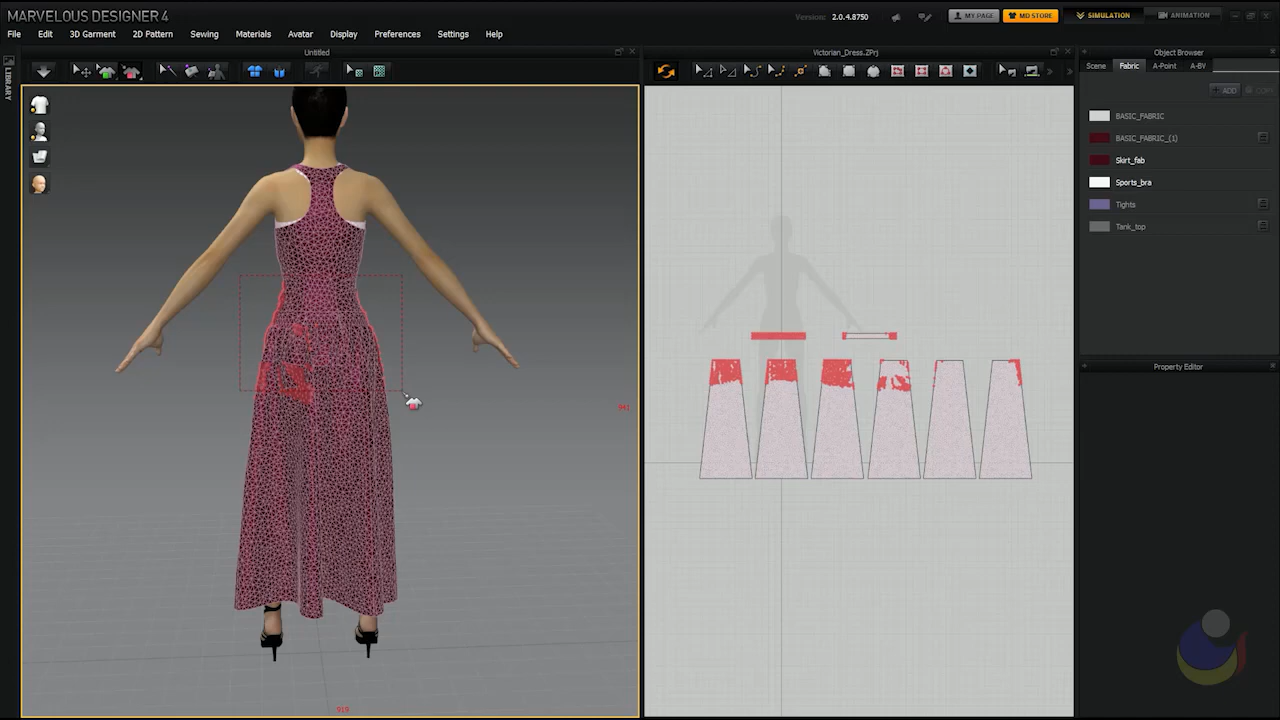 MARVELOUS DESIGNER 4
Version: 2.0.4.8750
MY PAGE
MD STORE
SIMULATION
ANIMATION
File Edit 3D Garment 2D Pattern Sewing Materials Avatar Display Preferences Settings Help
LIBRARY
Untitled
Victorian_Dress.ZPrj
Object Browser
Scene Fabric A-Point A-BV
ADD
COPY
BASIC_FABRIC
BASIC_FABRIC_(1)
Skirt_fab
Sports_bra
Tights
Tank_top
Property Editor